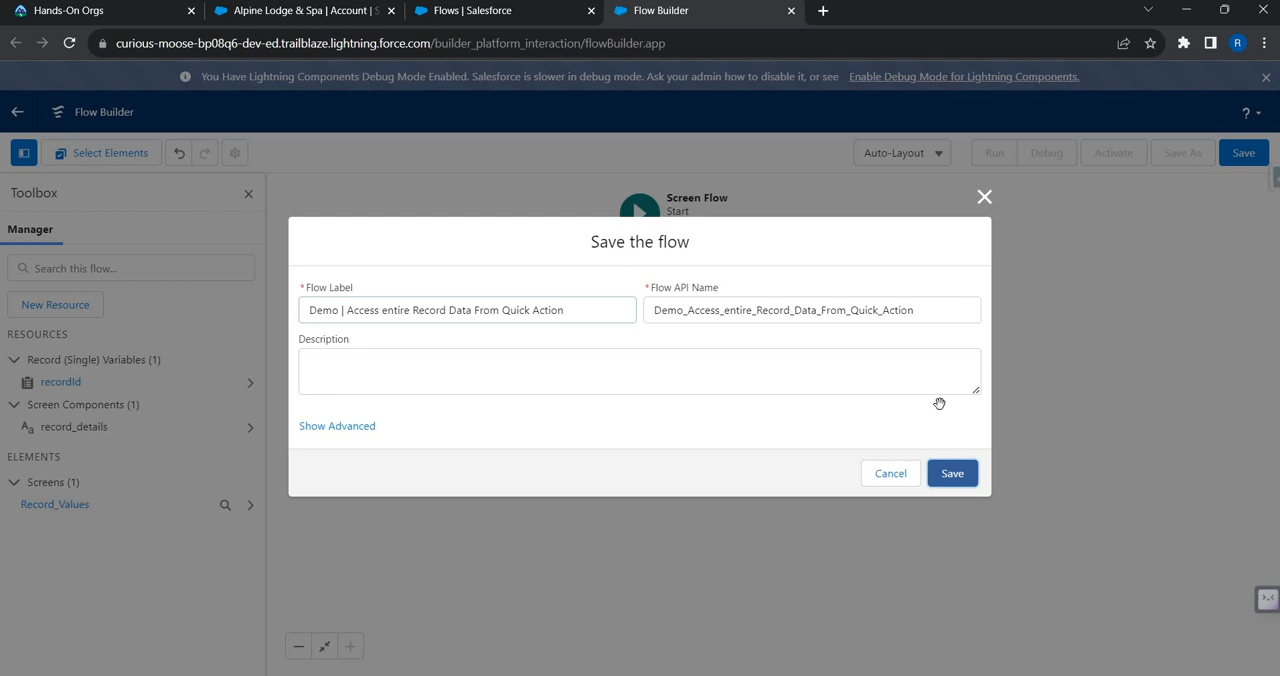 Hands-On Orgs
Alpine Lodge & Spa | Account | S
Flows | Salesforce
Flow Builder
curious-moose-bp08q6-dev-ed.trailblaze.lightning.force.com/builder_platform_interaction/flowBuilder.app
R
You Have Lightning Components Debug Mode Enabled. Salesforce is slower in debug mode. Ask your admin how to disable it, or see Enable Debug Mode for Lightning Components.
Flow Builder
?
Select Elements
Auto-Layout
Run
Debug
Activate
Save As
Save
Toolbox
Screen Flow
Start
Manager
Search this flow...
New Resource
RESOURCES
Record (Single) Variables (1)
recordId
Screen Components (1)
Aa record_details
ELEMENTS
Screens (1)
Record_Values
Save the flow
* Flow Label
* Flow API Name
Demo | Access entire Record Data From Quick Action
Demo_Access_entire_Record_Data_From_Quick_Action
Description
Show Advanced
Cancel
Save